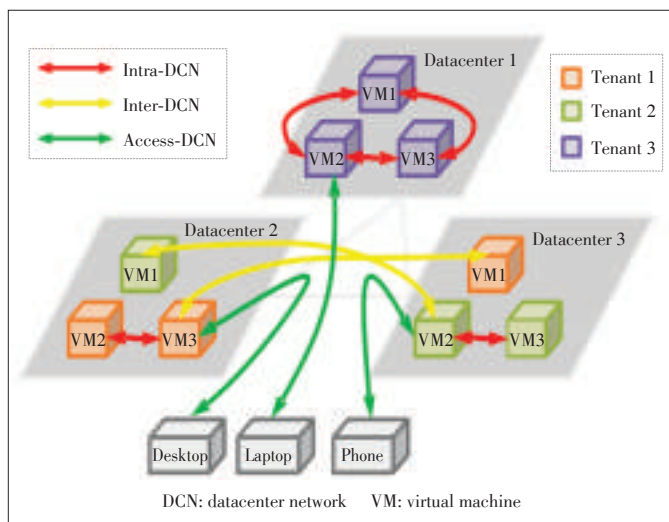 Intra-DCN
Inter-DCN
Access-DCN
Datacenter 1
VM1
VM2
VM3
Tenant 1
Tenant 2
Tenant 3
Datacenter 2
VM1
VM2
VM3
Datacenter 3
VM1
VM2
VM3
Desktop
Laptop
Phone
DCN: datacenter network VM: virtual machine